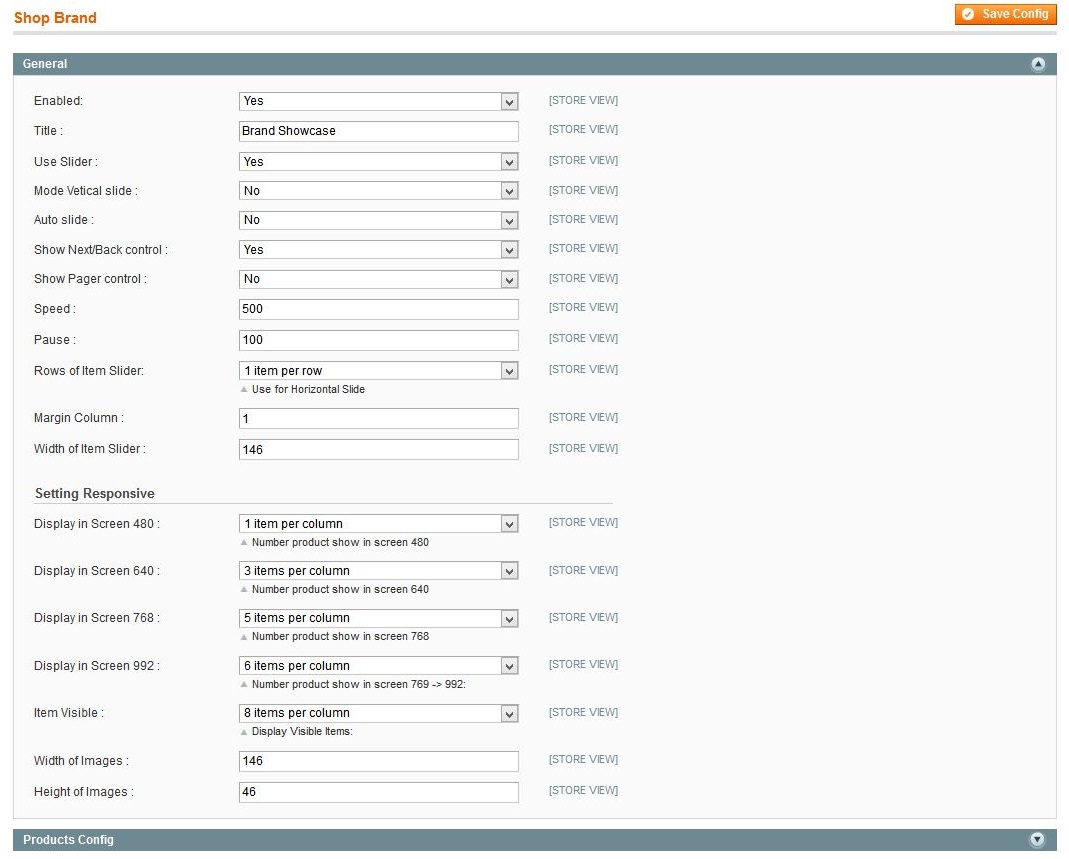 Shop Brand
Save Config
General
Enabled: Yes [STORE VIEW]
Title : Brand Showcase [STORE VIEW]
Use Slider : Yes [STORE VIEW]
Mode Vetical slide : No [STORE VIEW]
Auto slide : No [STORE VIEW]
Show Next/Back control : Yes [STORE VIEW]
Show Pager control : No [STORE VIEW]
Speed : 500 [STORE VIEW]
Pause : 100 [STORE VIEW]
Rows of Item Slider: 1 item per row [STORE VIEW]
Use for Horizontal Slide
Margin Column : 1 [STORE VIEW]
Width of Item Slider : 146 [STORE VIEW]
Setting Responsive
Display in Screen 480 : 1 item per column [STORE VIEW]
Number product show in screen 480
Display in Screen 640 : 3 items per column [STORE VIEW]
Number product show in screen 640
Display in Screen 768 : 5 items per column [STORE VIEW]
Number product show in screen 768
Display in Screen 992 : 6 items per column [STORE VIEW]
Number product show in screen 769 -> 992:
Item Visible : 8 items per column [STORE VIEW]
Display Visible Items:
Width of Images : 146 [STORE VIEW]
Height of Images : 46 [STORE VIEW]
Products Config